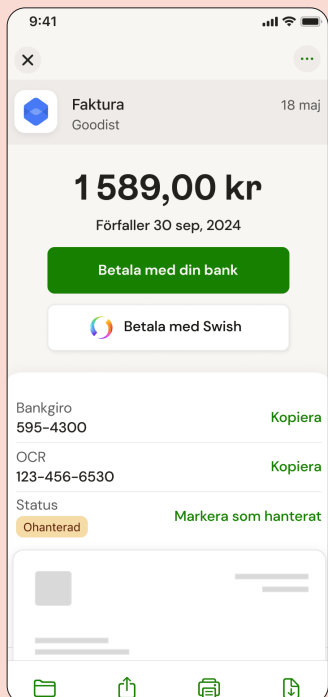 9:41
Faktura
18 maj
Goodist
1 589,00 kr
Förfaller 30 sep, 2024
Betala med din bank
Betala med Swish
Bankgiro
595-4300
Kopiera
OCR
123-456-6530
Kopiera
Status
Ohanterad
Markera som hanterat